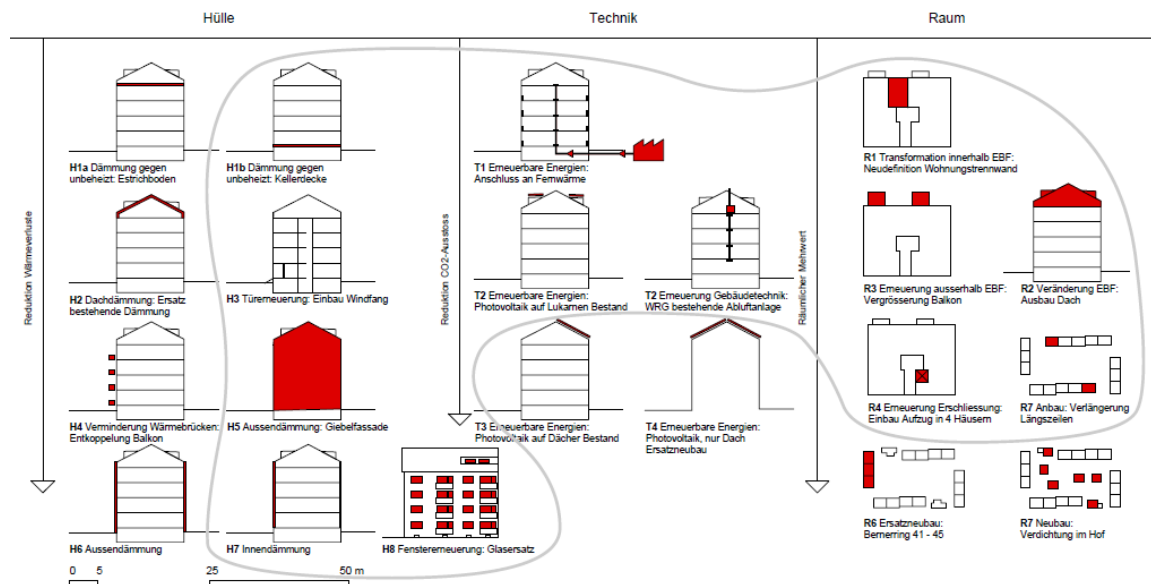 Hülle
Technik
Raum
Reduktion Wärmeverluste
H1a Dämmung gegen
unbeheizt: Estrichboden
H1b Dämmung gegen
unbeheizt: Kellerdecke
H2 Dachdämmung: Ersatz
bestehende Dämmung
H3 Türerneuerung: Einbau Windfang
H4 Verminderung Wärmebrücken:
Entkoppelung Balkon
H5 Aussendämmung: Giebelfassade
H6 Aussendämmung
H7 Innendämmung
H8 Fenstererneuerung: Glasersatz
Reduktion CO2-Ausstoss
T1 Erneuerbare Energien:
Anschluss an Fernwärme
T2 Erneuerbare Energien:
Photovoltaik auf Lukarnen Bestand
T2 Erneuerung Gebäudetechnik:
WRG bestehende Abluftanlage
T3 Erneuerbare Energien:
Photovoltaik auf Dächer Bestand
T4 Erneuerbare Energien:
Photovoltaik, nur Dach
Ersatzneubau
Räumlicher Mehrwert
R1 Transformation innerhalb EBF:
Neudefinition Wohnungstrennwand
R3 Erneuerung ausserhalb EBF:
Vergrösserung Balkon
R2 Veränderung EBF:
Ausbau Dach
R4 Erneuerung Erschliessung:
Einbau Aufzug in 4 Häusern
R7 Anbau: Verlängerung
Längszeilen
R6 Ersatzneubau:
Bernerring 41 - 45
R7 Neubau:
Verdichtung im Hof
0 5 25 50 m